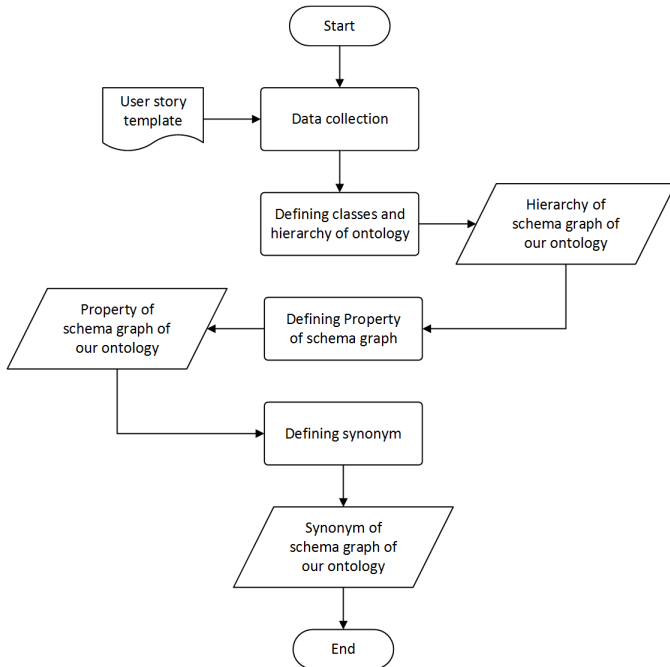 Start
User story
template
Data collection
Defining classes and
hierarchy of ontology
Hierarchy of
schema graph of
our ontology
Property of
schema graph of
our ontology
Defining Property
of schema graph
Defining synonym
Synonym of
schema graph of
our ontology
End